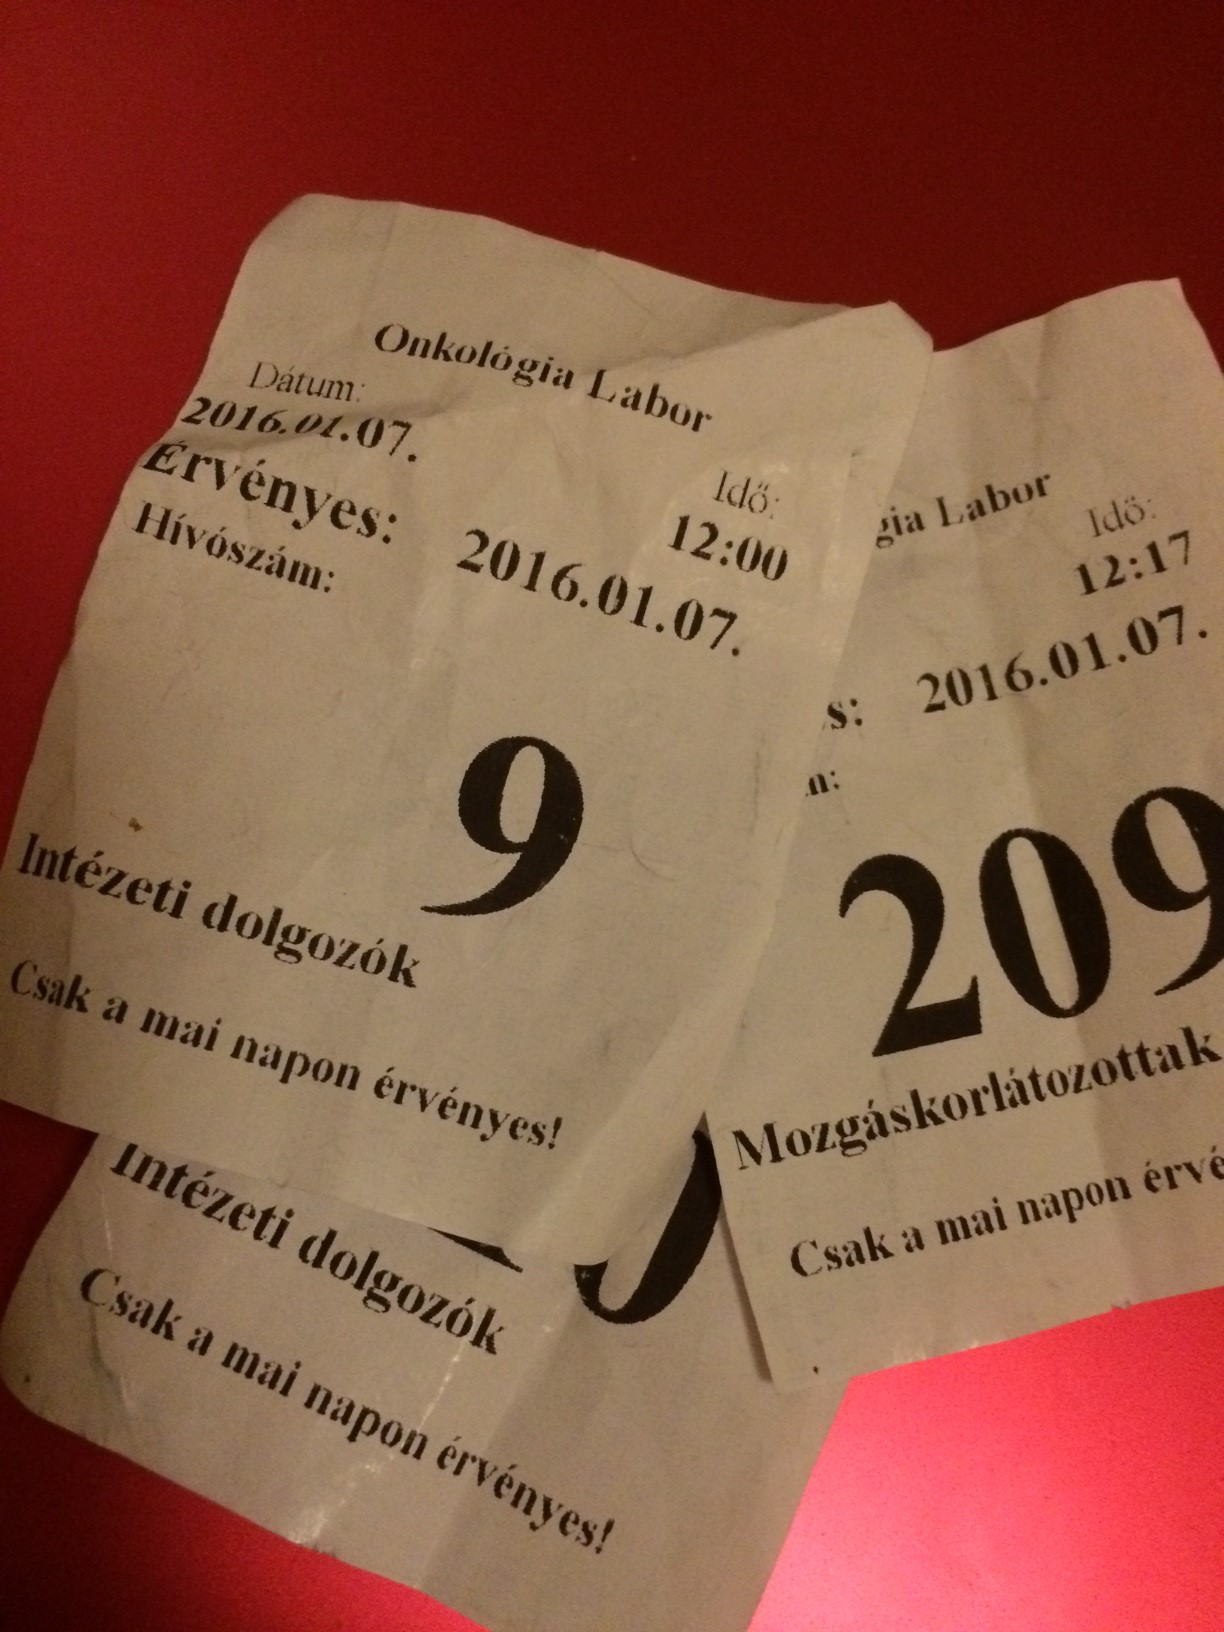 Onkológia Labor
Dátum:
2016.01.07.
Idő:
12:00
Érvényes:
2016.01.07.
Hívószám:
9
Intézeti dolgozók
Csak a mai napon érvényes!
gia Labor
Idő:
12:17
s: 2016.01.07.
m:
209
Mozgáskorlátozottak
Csak a mai napon érvé
Intézeti dolgozók
Csak a mai napon érvényes!